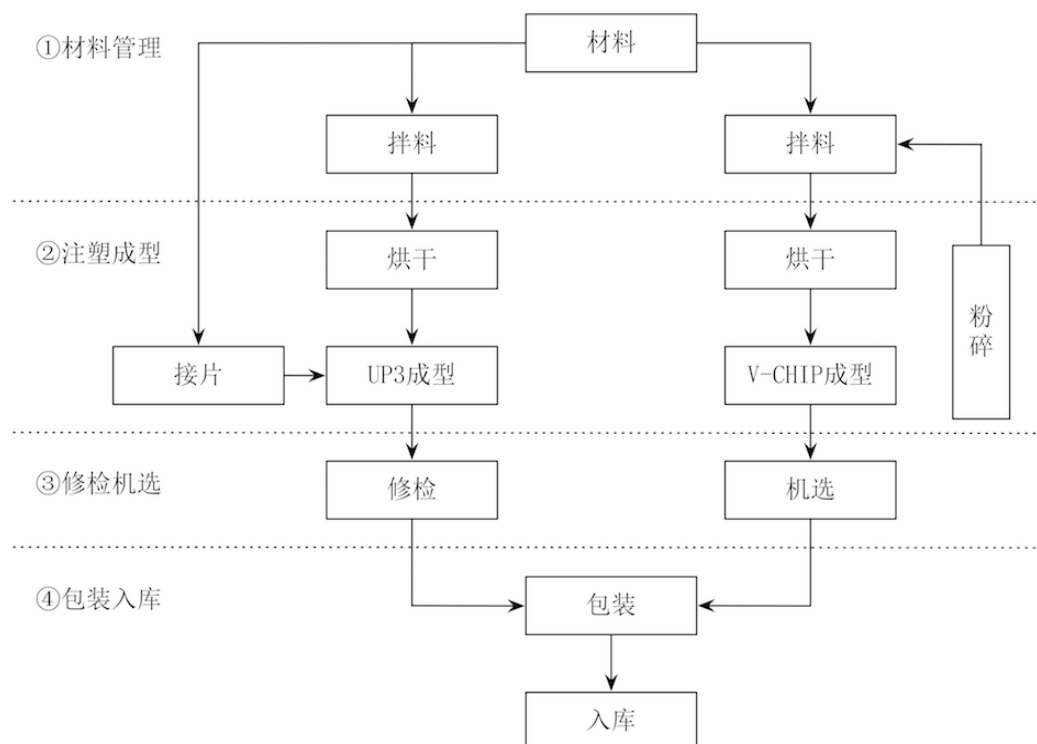 ①材料管理
材料
拌料
拌料
②注塑成型
烘干
烘干
粉碎
接片
UP3成型
V-CHIP成型
③修检机选
修检
机选
④包装入库
包装
入库